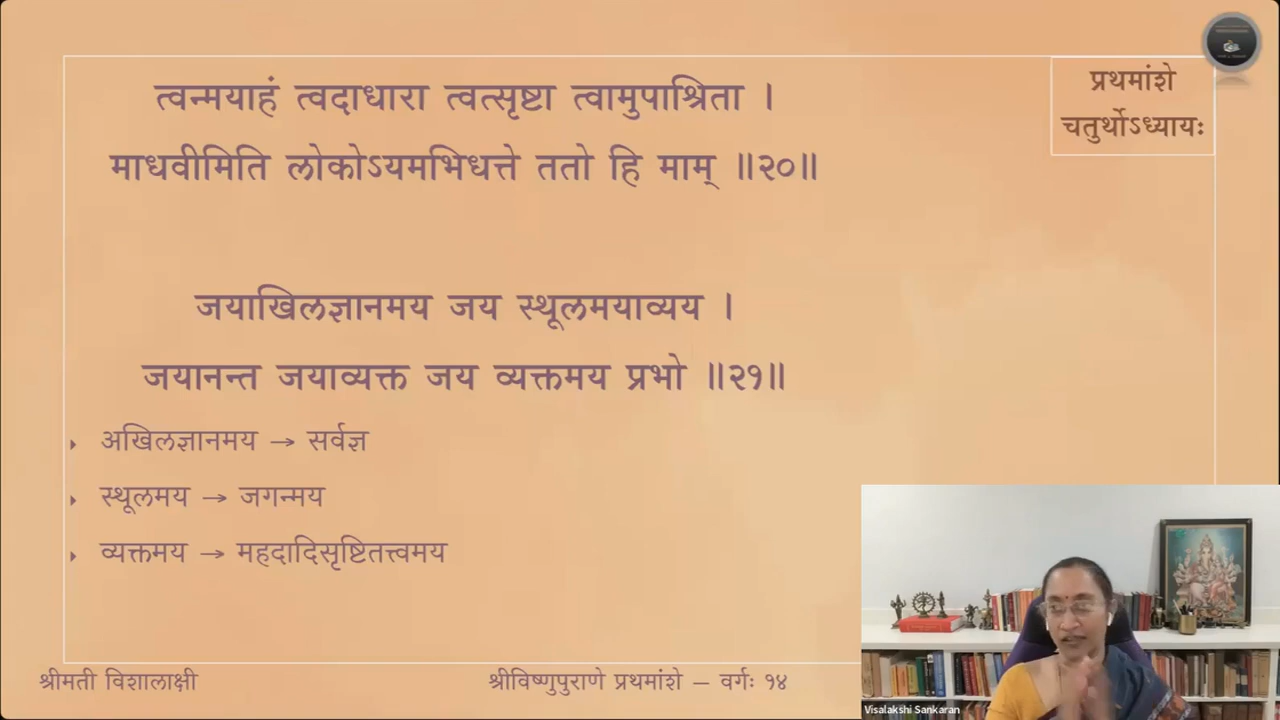 त्वन्मयाहं त्वदाधारा त्वत्सृष्टा त्वामुपाश्रिता ।
माधवीमिति लोकोऽयमभिधत्ते ततो हि माम् ॥२०॥
प्रथमांशे
चतुर्थोऽध्यायः
जयाखिलज्ञानमय जय स्थूलमयाव्यय ।
जयानन्त जयाव्यक्त जय व्यक्तमय प्रभो ॥२१॥
अखिलज्ञानमय → सर्वज्ञ
स्थूलमय → जगन्मय
व्यक्तमय → महदादिसृष्टितत्त्वमय
श्रीमती विशालाक्षी
श्रीविष्णुपुराणे प्रथमांशे – वर्गः १४
Visalakshi Sankaran